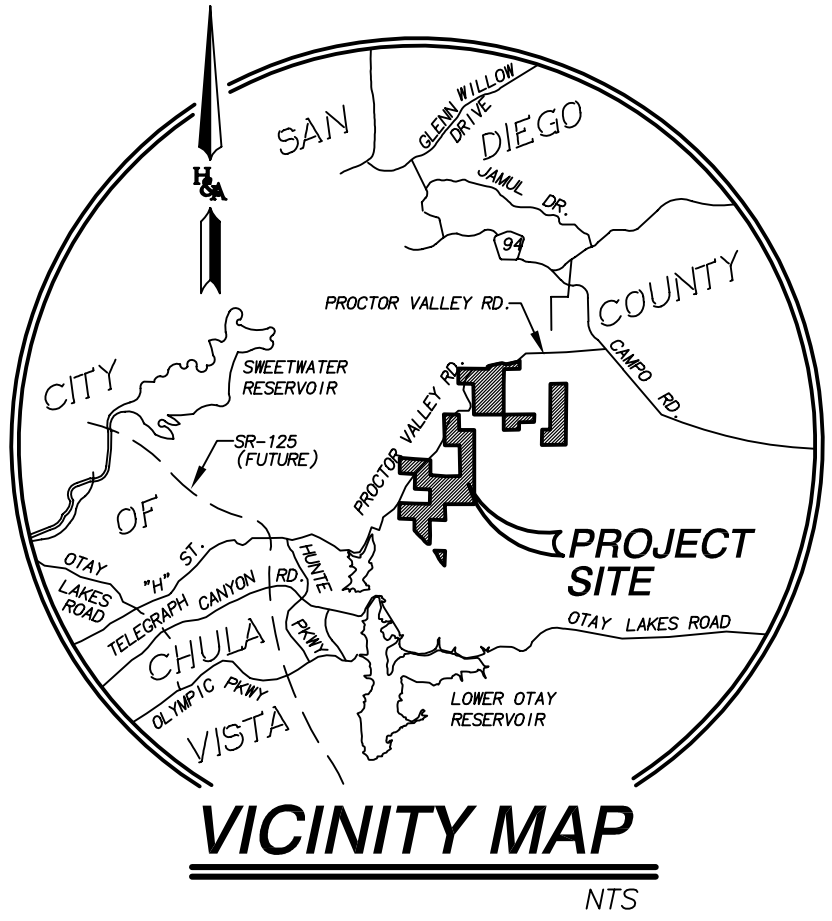 SAN
DIEGO
COUNTY
GLENN WILLOW
DRIVE
H&A
JAMUL DR.
94
PROCTOR VALLEY RD.
CAMPO RD.
SWEETWATER
RESERVOIR
CITY
OF
CHULA
VISTA
PROCTOR VALLEY RD.
SR-125
(FUTURE)
OTAY
LAKES
ROAD
"H" ST.
HUNTE
PKWY
TELEGRAPH CANYON RD.
OLYMPIC PKWY
PROJECT
SITE
OTAY LAKES ROAD
LOWER OTAY
RESERVOIR
VICINITY MAP
NTS